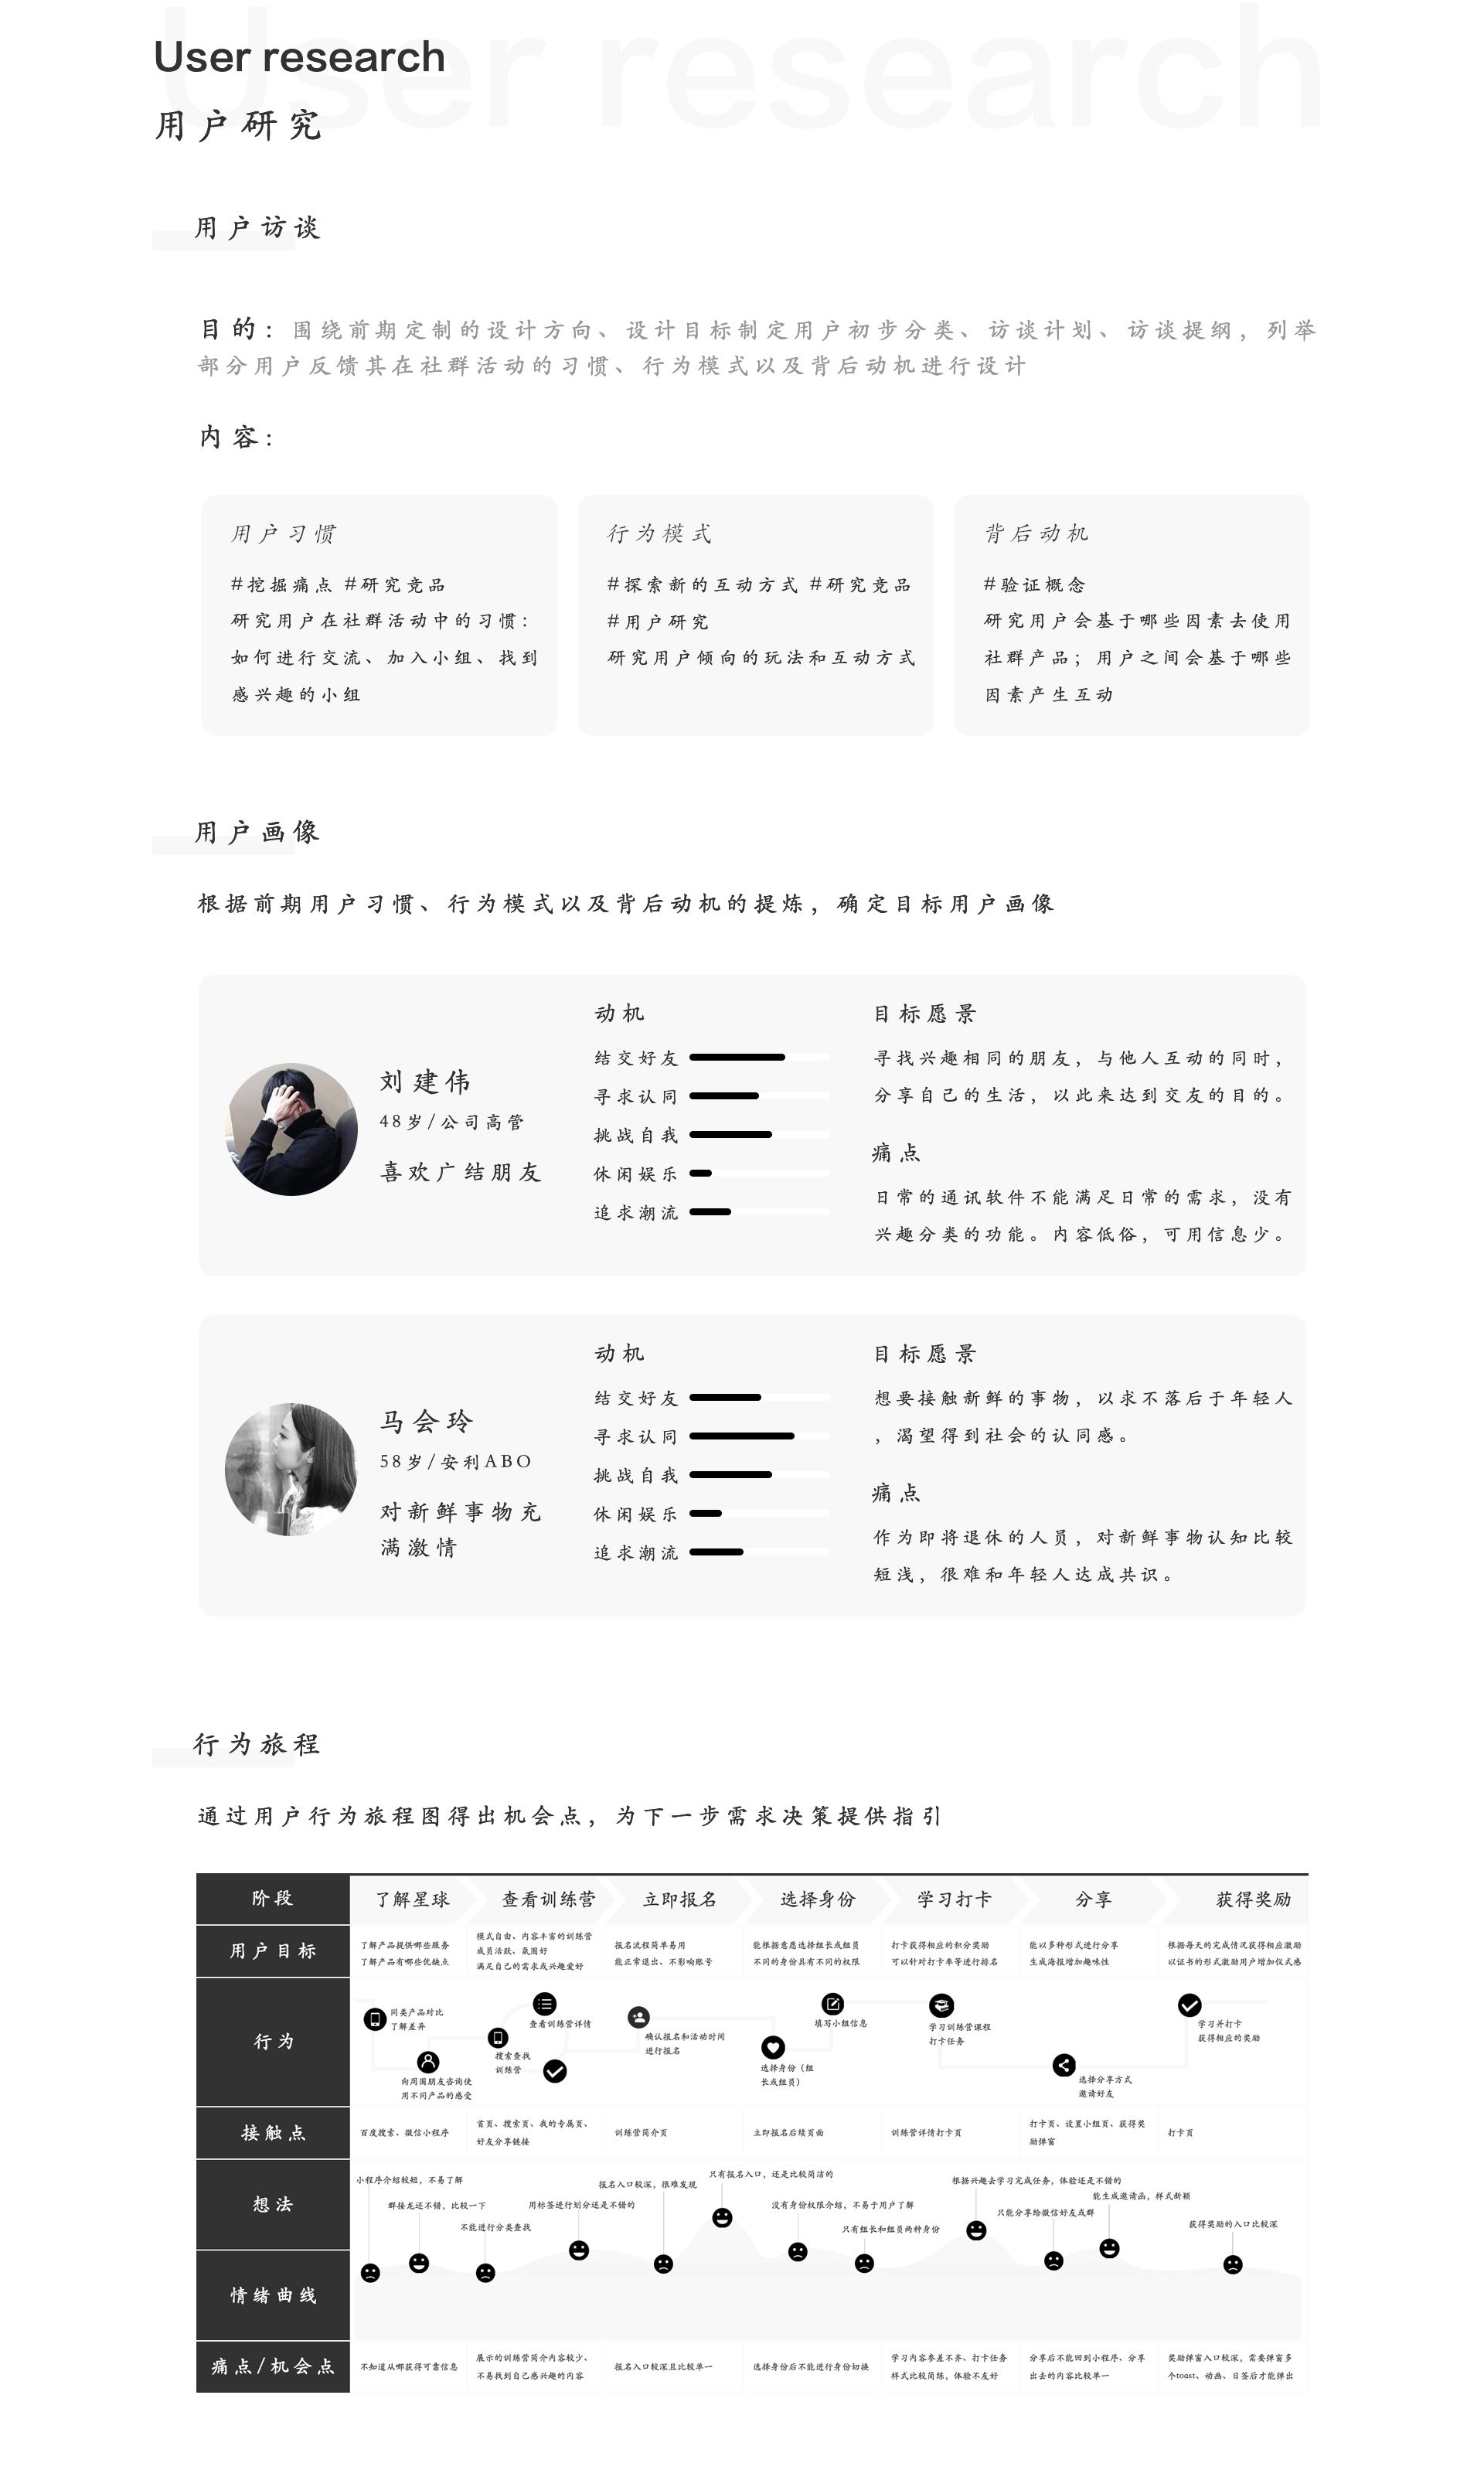 User research
User research
用户研究
用户访谈
目的：围绕前期定制的设计方向、设计目标制定用户初步分类、访谈计划、访谈提纲，列举
部分用户反馈其在社群活动的习惯、行为模式以及背后动机进行设计
内容：
用户习惯
#挖掘痛点 #研究竞品
研究用户在社群活动中的习惯：
如何进行交流、加入小组、找到
感兴趣的小组
行为模式
#探索新的互动方式 #研究竞品
#用户研究
研究用户倾向的玩法和互动方式
背后动机
#验证概念
研究用户会基于哪些因素去使用
社群产品；用户之间会基于哪些
因素产生互动
用户画像
根据前期用户习惯、行为模式以及背后动机的提炼，确定目标用户画像
刘建伟
48岁/公司高管
喜欢广结朋友
动机
结交好友
寻求认同
挑战自我
休闲娱乐
追求潮流
目标愿景
寻找兴趣相同的朋友，与他人互动的同时，
分享自己的生活，以此来达到交友的目的。
痛点
日常的通讯软件不能满足日常的需求，没有
兴趣分类的功能。内容低俗，可用信息少。
马会玲
58岁/安利ABO
对新鲜事物充
满激情
动机
结交好友
寻求认同
挑战自我
休闲娱乐
追求潮流
目标愿景
想要接触新鲜的事物，以求不落后于年轻人
，渴望得到社会的认同感。
痛点
作为即将退休的人员，对新鲜事物认知比较
短浅，很难和年轻人达成共识。
行为旅程
通过用户行为旅程图得出机会点，为下一步需求决策提供指引
阶段
了解星球
查看训练营
立即报名
选择身份
学习打卡
分享
获得奖励
用户目标
了解产品提供哪些服务
了解产品有哪些优缺点
模式自由、内容丰富的训练营
成员活跃、氛围好
满足自己的需求或兴趣爱好
报名流程简单易用
能正常退出、不影响账号
能根据意愿选择组长或组员
不同的身份具有不同的权限
打卡获得相应的积分奖励
可以针对打卡率等进行排名
能以多种形式进行分享
生成海报增加趣味性
根据每天的完成情况获得相应激励
以证书的形式激励用户增加仪式感
行为
同类产品对比
了解差异
向周围朋友咨询使
用不同产品的感受
搜索查找
训练营
查看训练营详情
确认报名和活动时间
进行报名
选择身份（组
长或组员）
填写小组信息
学习训练营课程
打卡任务
选择分享方式
邀请好友
学习并打卡
获得相应的奖励
接触点
百度搜索、微信小程序
首页、搜索页、我的专属页、
好友分享链接
训练营简介页
立即报名后续页面
训练营详情打卡页
打卡页、设置小组页、获得奖
励弹窗
打卡页
想法
小程序介绍较短，不易了解
群接龙还不错，比较一下
不能进行分类查找
用标签进行划分还是不错的
报名入口较深，很难发现
只有报名入口，还是比较简洁的
没有身份权限介绍，不易于用户了解
只有组长和组员两种身份
根据兴趣去学习完成任务，体验还是不错的
只能分享给微信好友或群
能生成邀请函，样式新颖
获得奖励的入口比较深
情绪曲线
痛点/机会点
不知道从哪获得可靠信息
展示的训练营简介内容较少、
不易找到自己感兴趣的内容
报名入口较深且比较单一
选择身份后不能进行身份切换
学习内容参差不齐、打卡任务
样式比较简练，体验不友好
分享后不能回到小程序、分享
出去的内容比较单一
奖励弹窗入口较深，需要弹窗多
个toast、动画、日签后才能弹出